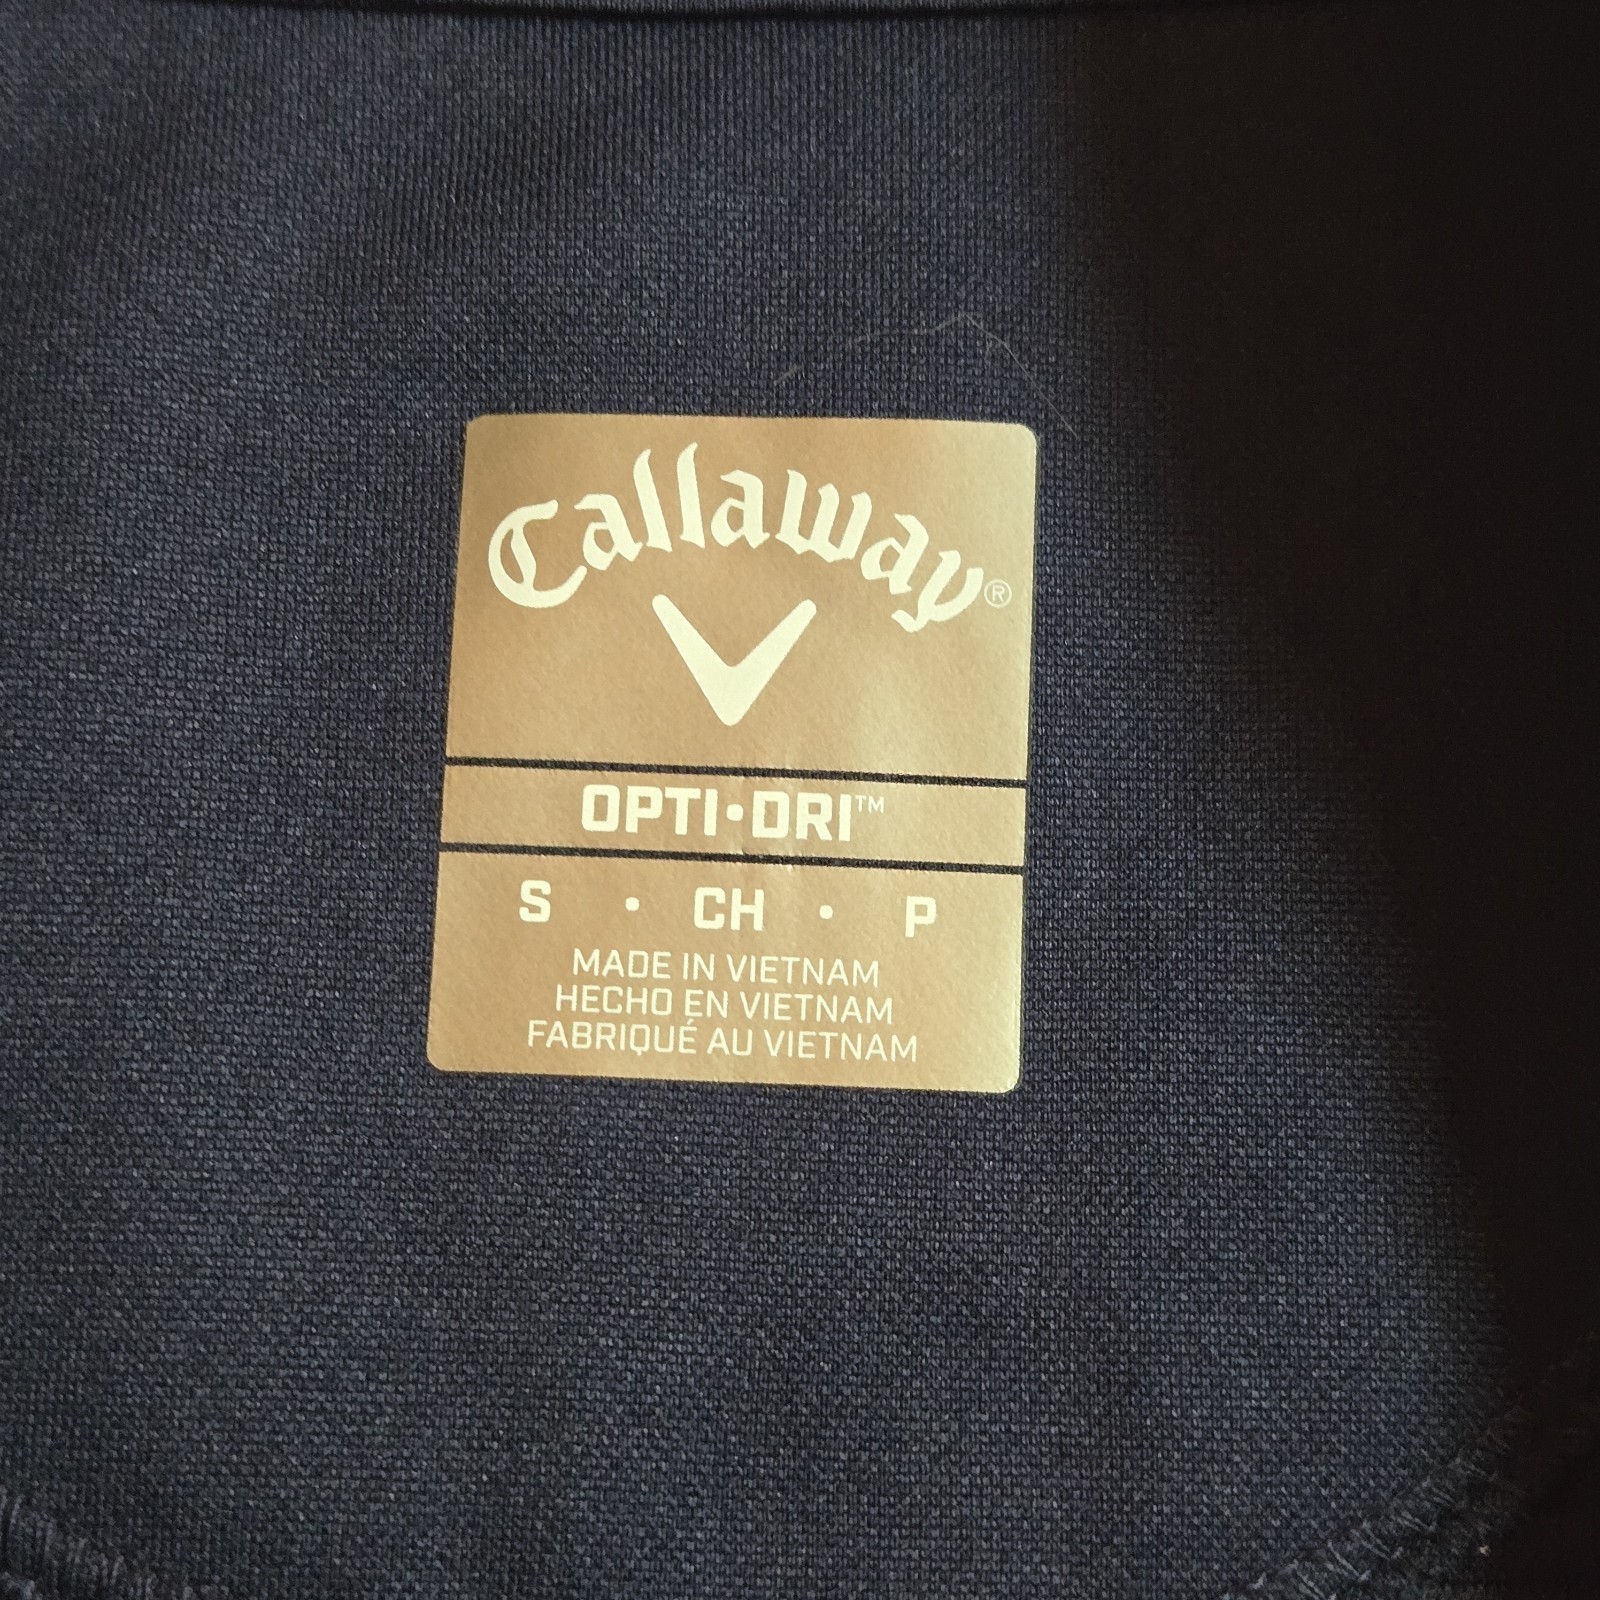 Callaway®
OPTI•DRI™
S • CH • P
MADE IN VIETNAM
HECHO EN VIETNAM
FABRIQUÉ AU VIETNAM